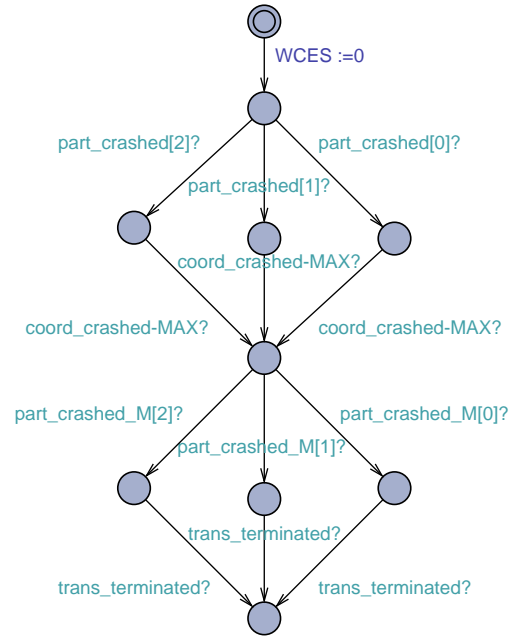 WCES :=0
part_crashed[2]?
part_crashed[0]?
part_crashed[1]?
coord_crashed-MAX?
coord_crashed-MAX?
coord_crashed-MAX?
part_crashed_M[2]?
part_crashed_M[0]?
part_crashed_M[1]?
trans_terminated?
trans_terminated?
trans_terminated?